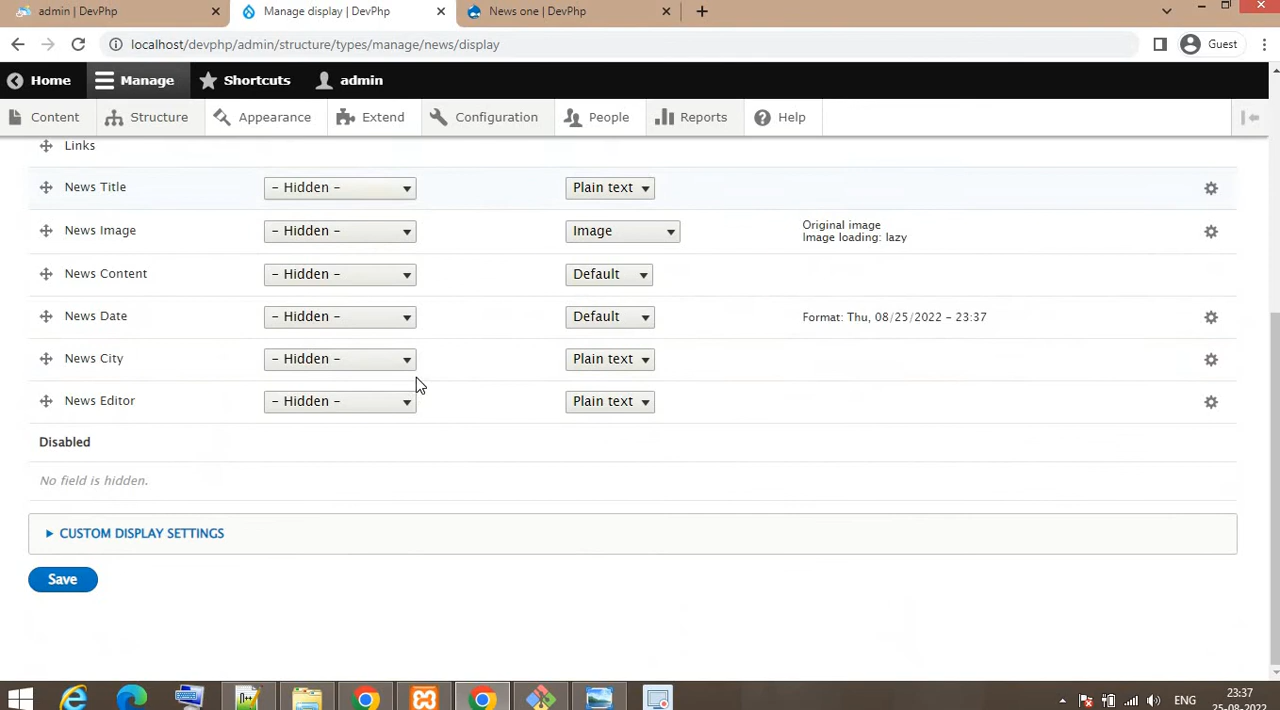 admin | DevPhp
Manage display | DevPhp
News one | DevPhp
localhost/devphp/admin/structure/types/manage/news/display
Guest
Home
Manage
Shortcuts
admin
Content
Structure
Appearance
Extend
Configuration
People
Reports
Help
Links
News Title
- Hidden -
Plain text
News Image
- Hidden -
Image
Original image
Image loading: lazy
News Content
- Hidden -
Default
News Date
- Hidden -
Default
Format: Thu, 08/25/2022 - 23:37
News City
- Hidden -
Plain text
News Editor
- Hidden -
Plain text
Disabled
No field is hidden.
CUSTOM DISPLAY SETTINGS
Save
ENG
23:37
25-08-2022